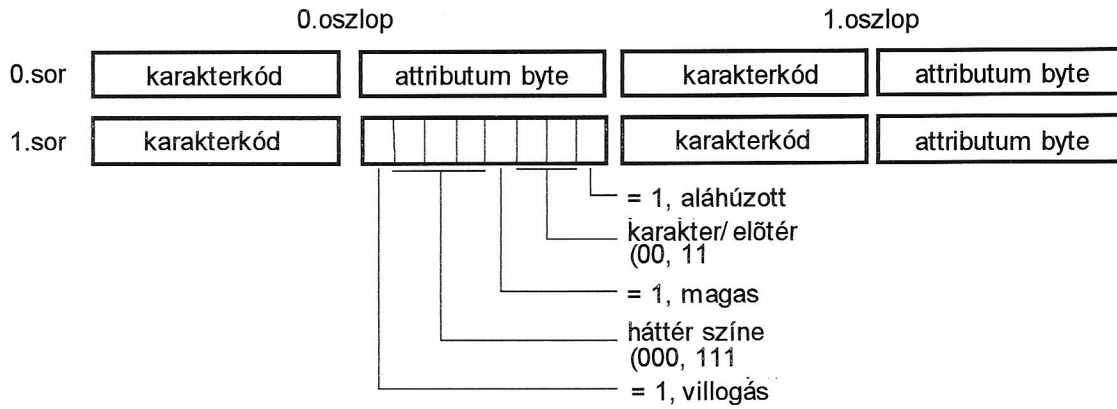 0.oszlop 1.oszlop
0.sor karakterkód attributum byte karakterkód attributum byte
1.sor karakterkód karakterkód attributum byte
= 1, aláhúzott
karakter/ elõtér
(00, 11
= 1, magas
háttér színe
(000, 111
= 1, villogás